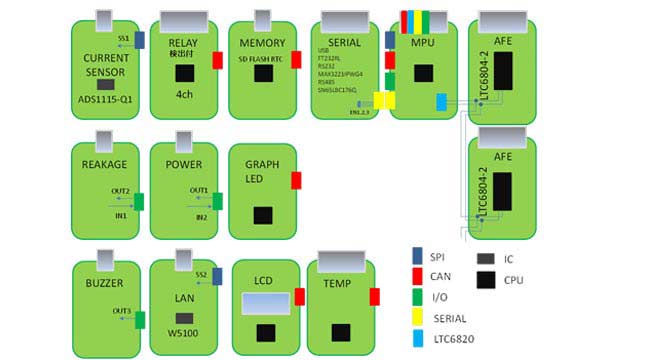 SS1
CURRENT
SENSOR
ADS1115-Q1
RELAY
検出付
4ch
MEMORY
SD FLASH RTC
SERIAL
USB
FT232RL
RS232
MAX3221IPWG4
RS485
SN65LBC176Q
EN1,2,3
MPU
AFE
LTC6804-2
REAKAGE
OUT2
IN1
POWER
OUT1
IN2
GRAPH
LED
AFE
LTC6804-2
BUZZER
OUT3
SS2
LAN
W5100
LCD
TEMP
SPI
CAN
I/O
SERIAL
LTC6820
IC
CPU